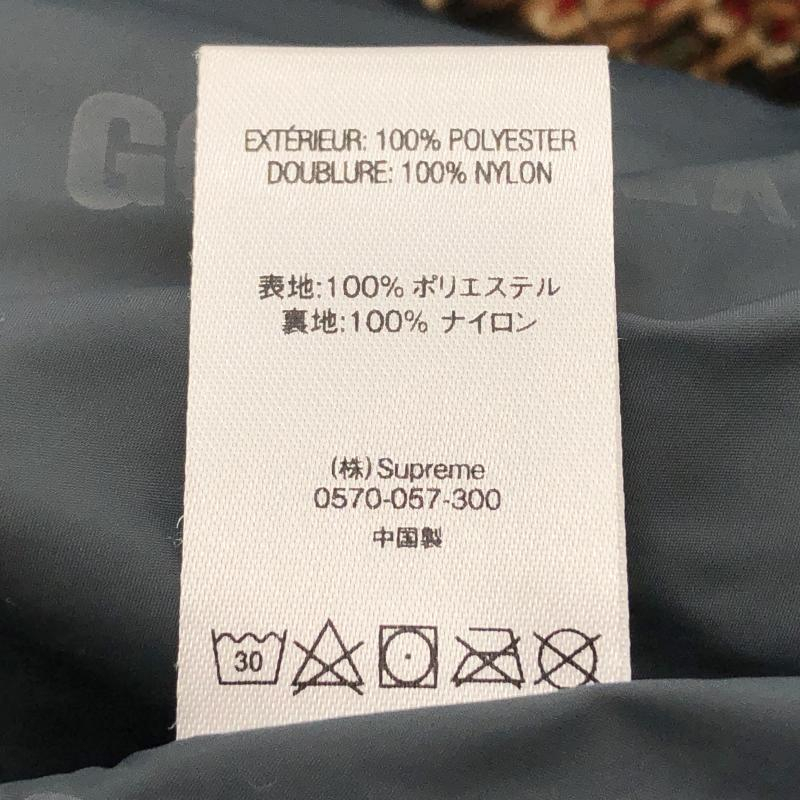 EXTÉRIEUR: 100% POLYESTER
DOUBLURE: 100% NYLON
表地:100% ポリエステル
裏地:100% ナイロン
(株)Supreme
0570-057-300
中国製
30